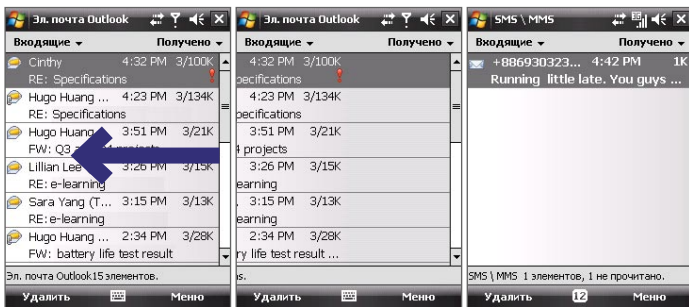 Эл. почта Outlook
Входящие Получено
Cinthy 4:32 PM 3/100K
RE: Specifications
Hugo Huang ... 4:23 PM 3/134K
RE: Specifications
Hugo Huang 3:51 PM 3/21K
FW: Q3 projects
Lillian Lee 3:26 PM 3/15K
RE: e-learning
Sara Yang (T... 3:15 PM 3/13K
RE: e-learning
Hugo Huang ... 2:34 PM 3/28K
FW: battery life test result
Эл. почта Outlook15 элементов.
Удалить Меню
Эл. почта Outlook
Входящие Получено
4:32 PM 3/100K
pecifications
4:23 PM 3/134K
pecifications
3:51 PM 3/21K
4 projects
3:26 PM 3/15K
earning
3:15 PM 3/13K
earning
2:34 PM 3/28K
ry life test result ...
is.
Удалить Меню
SMS \ MMS
Входящие Получено
+886930323... 4:42 PM 1K
Running little late. You guys ...
SMS \ MMS 1 элементов, 1 не прочитано.
Удалить 12 Меню